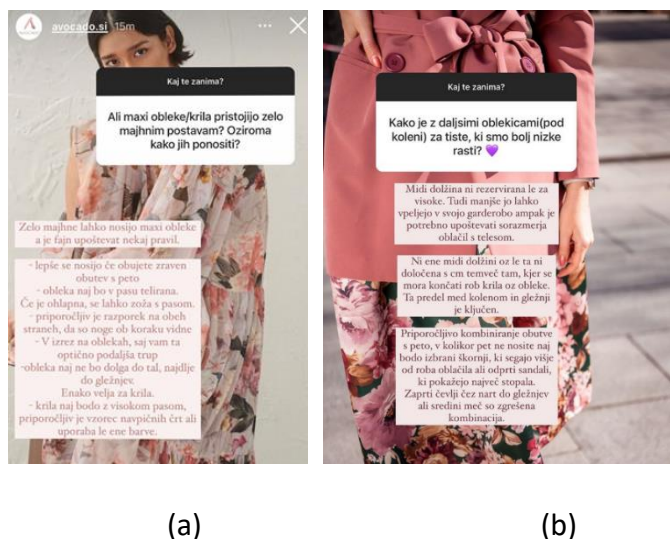 avocado.si 15m
Kaj te zanima?
Ali maxi obleke/krila pristojijo zelo
majhnim postavam? Oziroma
kako jih ponositi?
Zelo majhne lahko nosijo maxi obleke
a je fajn upoštevat nekaj pravil.
- lepše se nosijo če obujete zraven
obutev s peto
- obleka naj bo v pasu telirana.
Če je ohlapna, se lahko zoža s pasom.
- priporočljiv je razporek na obeh
straneh, da so noge ob koraku vidne
- V izrez na oblekah, saj vam ta
optično podaljša trup
-obleka naj ne bo dolga do tal, najdlje
do gležnjev.
Enako velja za krila.
- krila naj bodo z visokom pasom,
priporočljiv je vzorec navpičnih črt ali
uporaba le ene barve.
(a)
Kaj te zanima?
Kako je z daljsimi oblekicami(pod
koleni) za tiste, ki smo bolj nizke
rasti? 💜
Midi dolžina ni rezervirana le za
visoke. Tudi manjše jo lahko
vpeljejo v svojo garderobo ampak je
potrebno upoštevati sorazmerja
oblačil s telesom.
Ni ene midi dolžini oz le ta ni
določena s cm temveč tam, kjer se
mora končati rob krila oz obleke.
Ta predel med kolenom in gležnji
je ključen.
Priporočljivo kombiniranje obutve
s peto, v kolikor pet ne nosite naj
bodo izbrani škornji, ki segajo višje
od roba oblačila ali odprti sandali,
ki pokažejo največ stopala.
Zaprti čevlji čez nart do gležnjev
ali sredini meč so zgrešena
kombinacija.
(b)